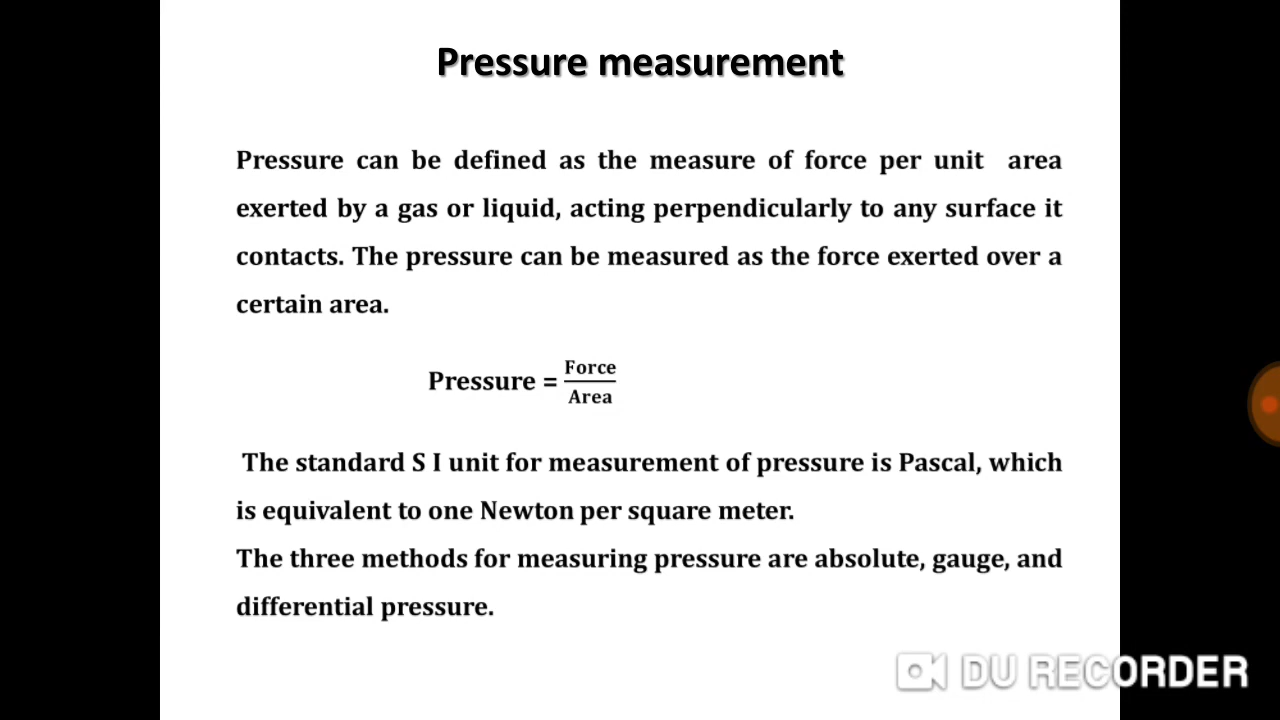 Pressure measurement
Pressure can be defined as the measure of force per unit area
exerted by a gas or liquid, acting perpendicularly to any surface it
contacts. The pressure can be measured as the force exerted over a
certain area.
Pressure = Force
Area
The standard S I unit for measurement of pressure is Pascal, which
is equivalent to one Newton per square meter.
The three methods for measuring pressure are absolute, gauge, and
differential pressure.
DU RECORDER